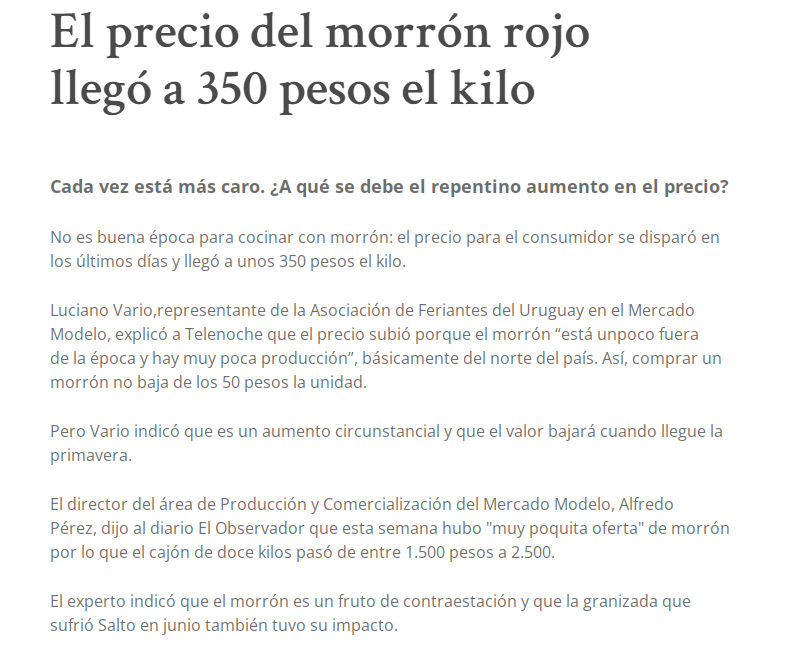 El precio del morrón rojo
llegó a 350 pesos el kilo
Cada vez está más caro. ¿A qué se debe el repentino aumento en el precio?
No es buena época para cocinar con morrón: el precio para el consumidor se disparó en
los últimos días y llegó a unos 350 pesos el kilo.
Luciano Vario,representante de la Asociación de Feriantes del Uruguay en el Mercado
Modelo, explicó a Telenoche que el precio subió porque el morrón “está unpoco fuera
de la época y hay muy poca producción”, básicamente del norte del país. Así, comprar un
morrón no baja de los 50 pesos la unidad.
Pero Vario indicó que es un aumento circunstancial y que el valor bajará cuando llegue la
primavera.
El director del área de Producción y Comercialización del Mercado Modelo, Alfredo
Pérez, dijo al diario El Observador que esta semana hubo "muy poquita oferta" de morrón
por lo que el cajón de doce kilos pasó de entre 1.500 pesos a 2.500.
El experto indicó que el morrón es un fruto de contraestación y que la granizada que
sufrió Salto en junio también tuvo su impacto.